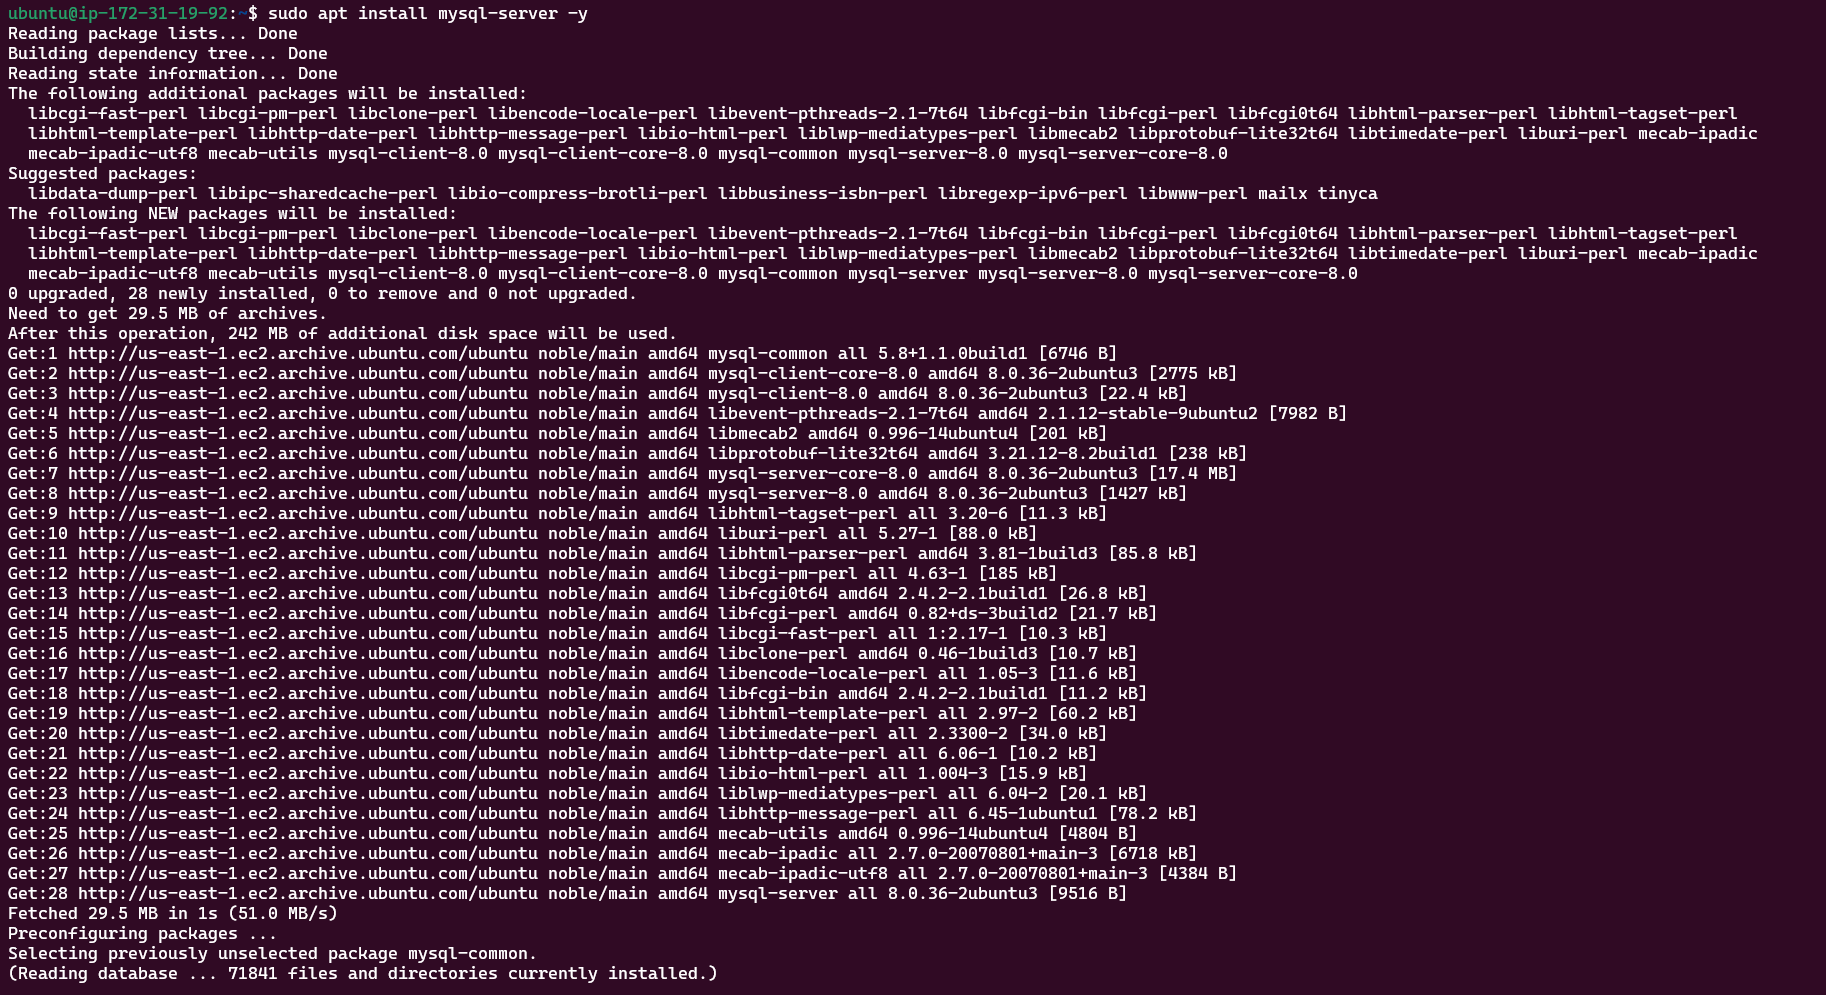 ubuntu@ip-172-31-19-92:~$ sudo apt install mysql-server -y
Reading package lists... Done
Building dependency tree... Done
Reading state information... Done
The following additional packages will be installed:
  libcgi-fast-perl libcgi-pm-perl libclone-perl libencode-locale-perl libevent-pthreads-2.1-7t64 libfcgi-bin libfcgi-perl libfcgi0t64 libhtml-parser-perl libhtml-tagset-perl
  libhtml-template-perl libhttp-date-perl libhttp-message-perl libio-html-perl liblwp-mediatypes-perl libmecab2 libprotobuf-lite32t64 libtimedate-perl liburi-perl mecab-ipadic
  mecab-ipadic-utf8 mecab-utils mysql-client-8.0 mysql-client-core-8.0 mysql-common mysql-server-8.0 mysql-server-core-8.0
Suggested packages:
  libdata-dump-perl libipc-sharedcache-perl libio-compress-brotli-perl libbusiness-isbn-perl libregexp-ipv6-perl libwww-perl mailx tinyca
The following NEW packages will be installed:
  libcgi-fast-perl libcgi-pm-perl libclone-perl libencode-locale-perl libevent-pthreads-2.1-7t64 libfcgi-bin libfcgi-perl libfcgi0t64 libhtml-parser-perl libhtml-tagset-perl
  libhtml-template-perl libhttp-date-perl libhttp-message-perl libio-html-perl liblwp-mediatypes-perl libmecab2 libprotobuf-lite32t64 libtimedate-perl liburi-perl mecab-ipadic
  mecab-ipadic-utf8 mecab-utils mysql-client-8.0 mysql-client-core-8.0 mysql-common mysql-server mysql-server-8.0 mysql-server-core-8.0
0 upgraded, 28 newly installed, 0 to remove and 0 not upgraded.
Need to get 29.5 MB of archives.
After this operation, 242 MB of additional disk space will be used.
Get:1 http://us-east-1.ec2.archive.ubuntu.com/ubuntu noble/main amd64 mysql-common all 5.8+1.1.0build1 [6746 B]
Get:2 http://us-east-1.ec2.archive.ubuntu.com/ubuntu noble/main amd64 mysql-client-core-8.0 amd64 8.0.36-2ubuntu3 [2775 kB]
Get:3 http://us-east-1.ec2.archive.ubuntu.com/ubuntu noble/main amd64 mysql-client-8.0 amd64 8.0.36-2ubuntu3 [22.4 kB]
Get:4 http://us-east-1.ec2.archive.ubuntu.com/ubuntu noble/main amd64 libevent-pthreads-2.1-7t64 amd64 2.1.12-stable-9ubuntu2 [7982 B]
Get:5 http://us-east-1.ec2.archive.ubuntu.com/ubuntu noble/main amd64 libmecab2 amd64 0.996-14ubuntu4 [201 kB]
Get:6 http://us-east-1.ec2.archive.ubuntu.com/ubuntu noble/main amd64 libprotobuf-lite32t64 amd64 3.21.12-8.2build1 [238 kB]
Get:7 http://us-east-1.ec2.archive.ubuntu.com/ubuntu noble/main amd64 mysql-server-core-8.0 amd64 8.0.36-2ubuntu3 [17.4 MB]
Get:8 http://us-east-1.ec2.archive.ubuntu.com/ubuntu noble/main amd64 mysql-server-8.0 amd64 8.0.36-2ubuntu3 [1427 kB]
Get:9 http://us-east-1.ec2.archive.ubuntu.com/ubuntu noble/main amd64 libhtml-tagset-perl all 3.20-6 [11.3 kB]
Get:10 http://us-east-1.ec2.archive.ubuntu.com/ubuntu noble/main amd64 liburi-perl all 5.27-1 [88.0 kB]
Get:11 http://us-east-1.ec2.archive.ubuntu.com/ubuntu noble/main amd64 libhtml-parser-perl amd64 3.81-1build3 [85.8 kB]
Get:12 http://us-east-1.ec2.archive.ubuntu.com/ubuntu noble/main amd64 libcgi-pm-perl all 4.63-1 [185 kB]
Get:13 http://us-east-1.ec2.archive.ubuntu.com/ubuntu noble/main amd64 libfcgi0t64 amd64 2.4.2-2.1build1 [26.8 kB]
Get:14 http://us-east-1.ec2.archive.ubuntu.com/ubuntu noble/main amd64 libfcgi-perl amd64 0.82+ds-3build2 [21.7 kB]
Get:15 http://us-east-1.ec2.archive.ubuntu.com/ubuntu noble/main amd64 libcgi-fast-perl all 1:2.17-1 [10.3 kB]
Get:16 http://us-east-1.ec2.archive.ubuntu.com/ubuntu noble/main amd64 libclone-perl amd64 0.46-1build3 [10.7 kB]
Get:17 http://us-east-1.ec2.archive.ubuntu.com/ubuntu noble/main amd64 libencode-locale-perl all 1.05-3 [11.6 kB]
Get:18 http://us-east-1.ec2.archive.ubuntu.com/ubuntu noble/main amd64 libfcgi-bin amd64 2.4.2-2.1build1 [11.2 kB]
Get:19 http://us-east-1.ec2.archive.ubuntu.com/ubuntu noble/main amd64 libhtml-template-perl all 2.97-2 [60.2 kB]
Get:20 http://us-east-1.ec2.archive.ubuntu.com/ubuntu noble/main amd64 libtimedate-perl all 2.3300-2 [34.0 kB]
Get:21 http://us-east-1.ec2.archive.ubuntu.com/ubuntu noble/main amd64 libhttp-date-perl all 6.06-1 [10.2 kB]
Get:22 http://us-east-1.ec2.archive.ubuntu.com/ubuntu noble/main amd64 libio-html-perl all 1.004-3 [15.9 kB]
Get:23 http://us-east-1.ec2.archive.ubuntu.com/ubuntu noble/main amd64 liblwp-mediatypes-perl all 6.04-2 [20.1 kB]
Get:24 http://us-east-1.ec2.archive.ubuntu.com/ubuntu noble/main amd64 libhttp-message-perl all 6.45-1ubuntu1 [78.2 kB]
Get:25 http://us-east-1.ec2.archive.ubuntu.com/ubuntu noble/main amd64 mecab-utils amd64 0.996-14ubuntu4 [4804 B]
Get:26 http://us-east-1.ec2.archive.ubuntu.com/ubuntu noble/main amd64 mecab-ipadic all 2.7.0-20070801+main-3 [6718 kB]
Get:27 http://us-east-1.ec2.archive.ubuntu.com/ubuntu noble/main amd64 mecab-ipadic-utf8 all 2.7.0-20070801+main-3 [4384 B]
Get:28 http://us-east-1.ec2.archive.ubuntu.com/ubuntu noble/main amd64 mysql-server all 8.0.36-2ubuntu3 [9516 B]
Fetched 29.5 MB in 1s (51.0 MB/s)
Preconfiguring packages ...
Selecting previously unselected package mysql-common.
(Reading database ... 71841 files and directories currently installed.)